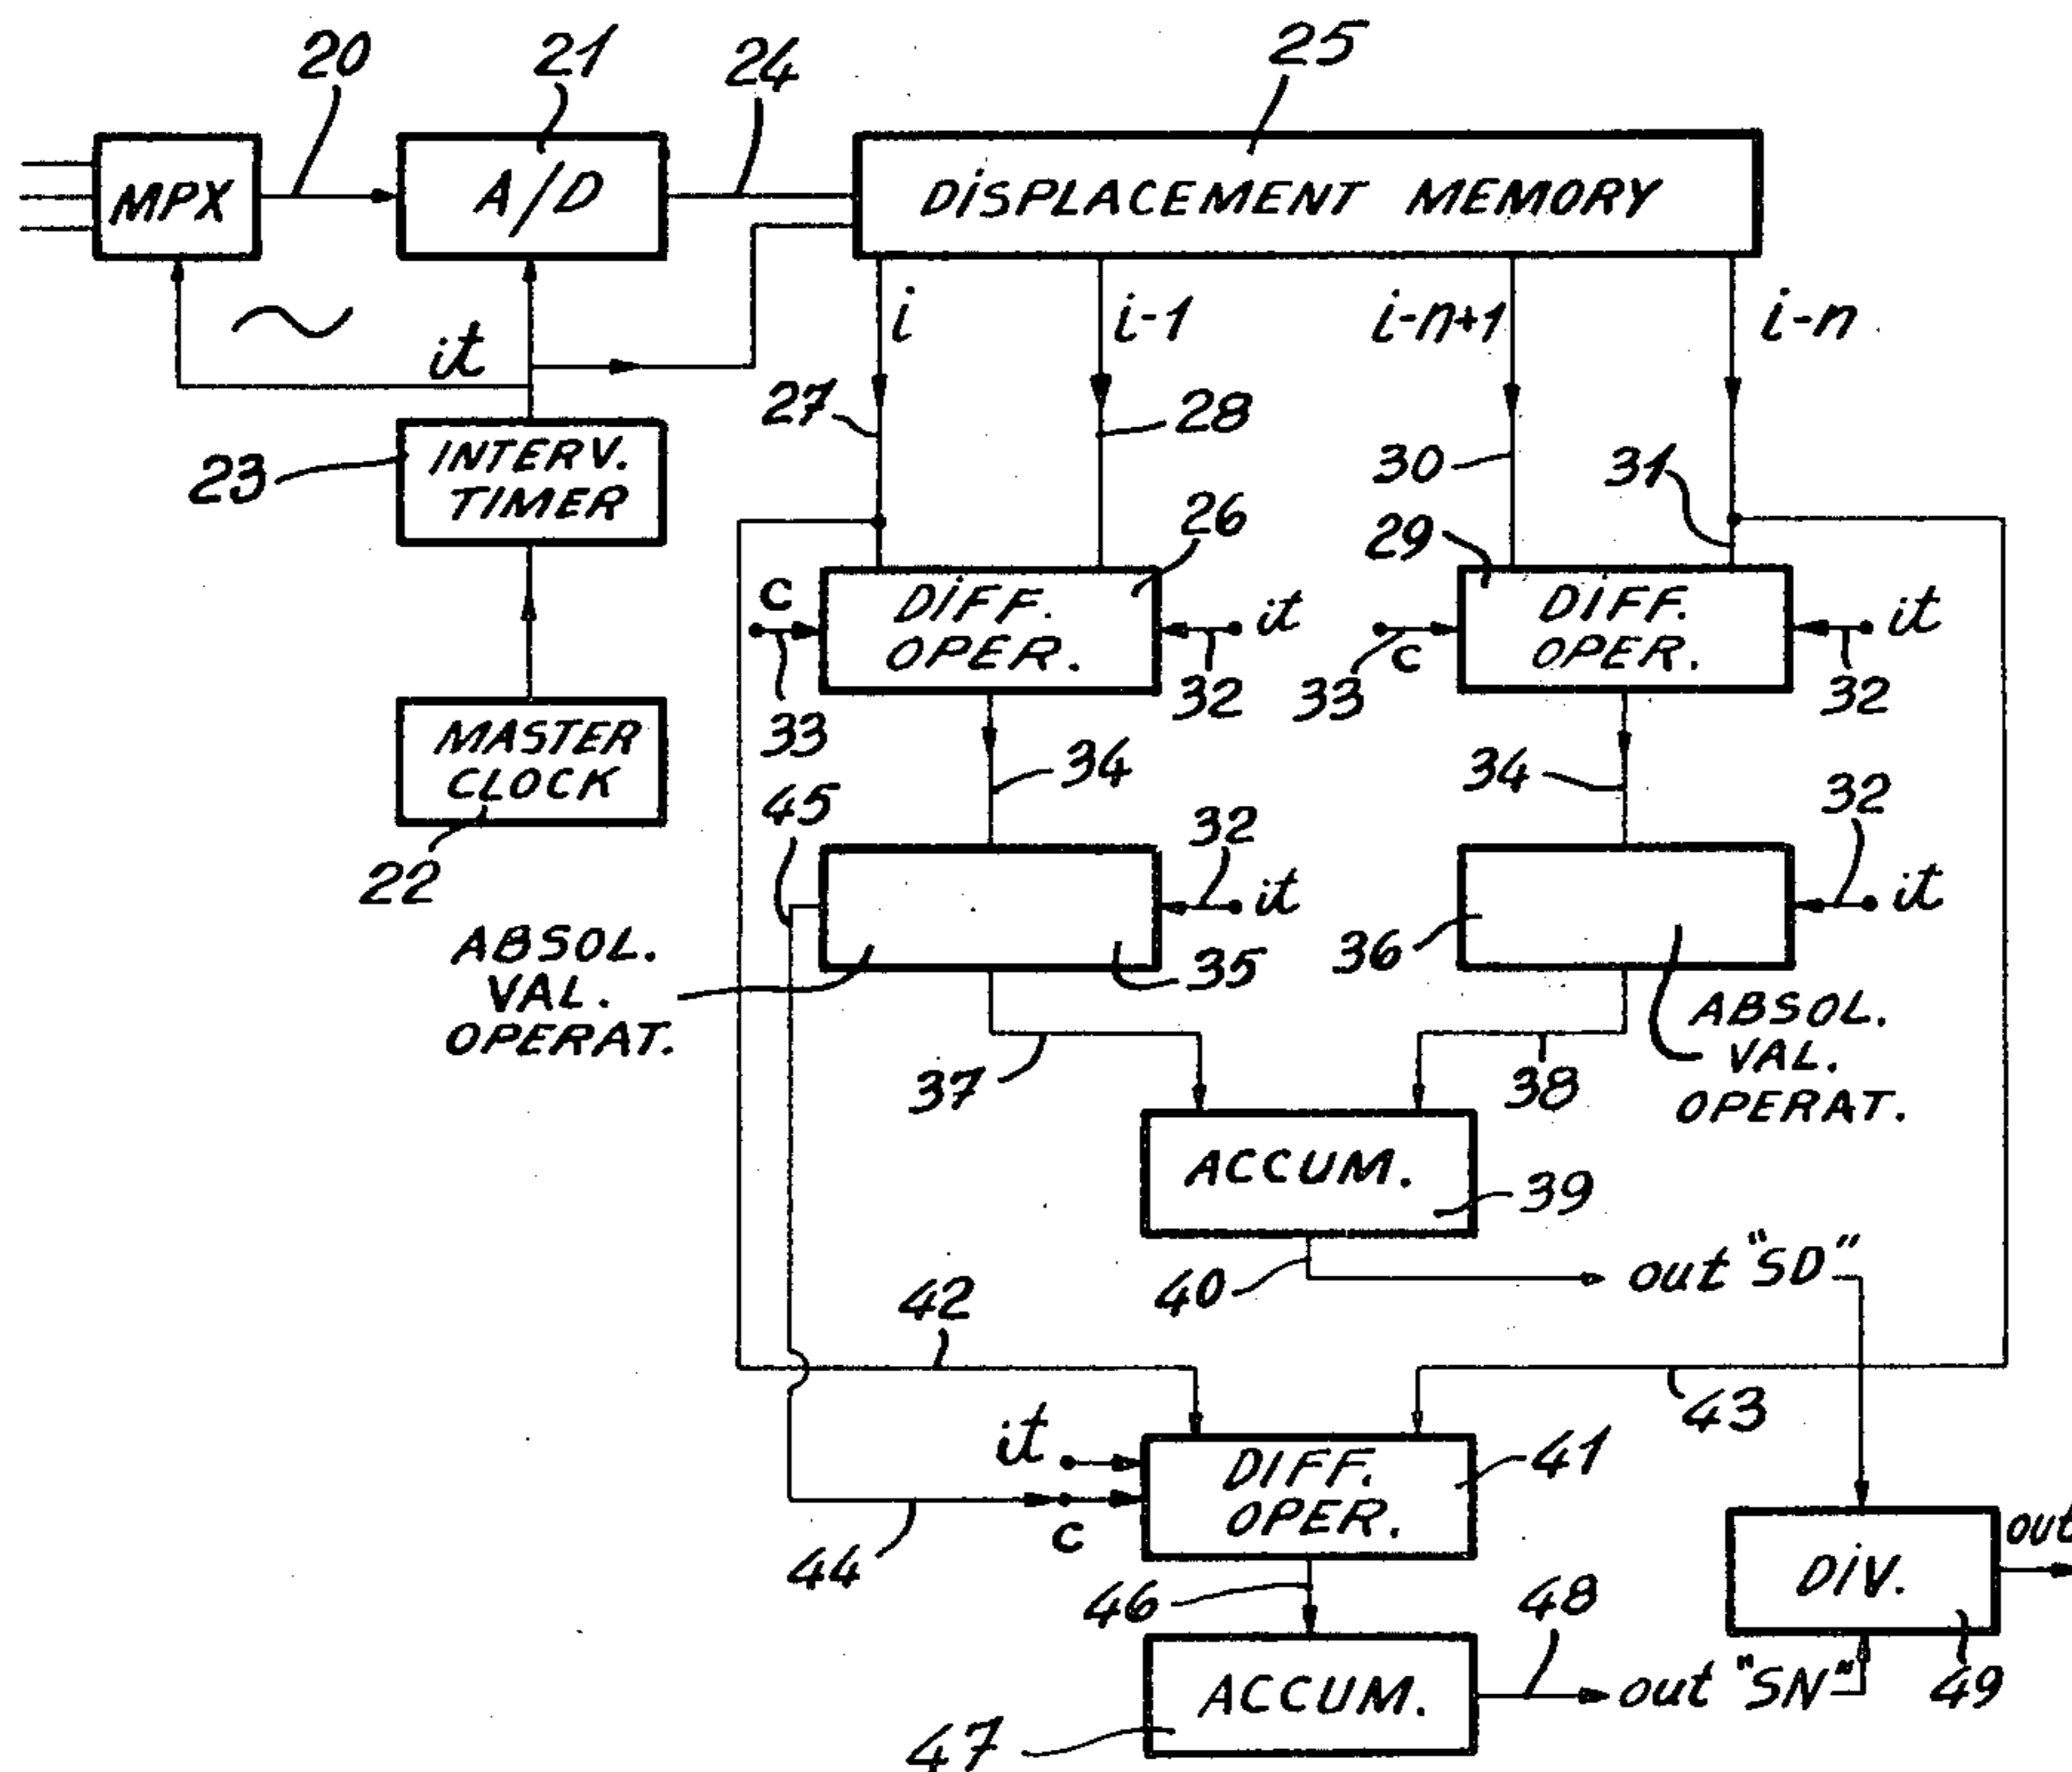 20
21
24
25
MPX
A/D
DiSPLACEMENT MEMORY
i
i-1
i-n+1
i-n
it
27
28
30
31
23
INTERV.
TIMER
26
29
C
DiFF.
OPER.
it
DiFF.
OPER.
it
C
33
32
33
32
MASTER
CLOCK
34
34
45
32
32
22
it
it
ABSOL.
VAL.
OPERAT.
35
36
ABSOL.
VAL.
OPERAT.
37
38
ACCUM.
39
40
out "SD"
42
43
it
DIFF.
OPER.
41
C
44
out
DiV.
46
48
49
ACCUM.
out "SN"
47